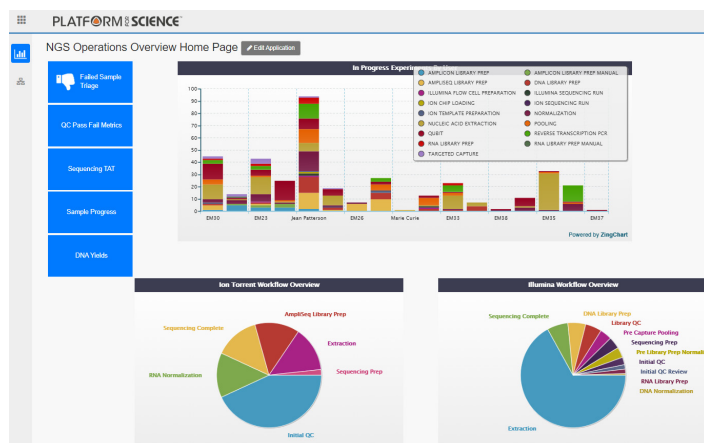 PLATFORM FOR SCIENCE
NGS Operations Overview Home Page
Edit Application
Failed Sample
Triage
QC Pass Fail Metrics
Sequencing TAT
Sample Progress
DNA Yields
In Progress Experiments
AMPLICON LIBRARY PREP
AMPLICON LIBRARY PREP MANUAL
AMPLISEQ LIBRARY PREP
DNA LIBRARY PREP
ILLUMINA FLOW CELL PREPARATION
ILLUMINA SEQUENCING RUN
ION CHIP LOADING
ION SEQUENCING RUN
ION TEMPLATE PREPARATION
NORMALIZATION
NUCLEIC ACID EXTRACTION
POOLING
QUBIT
REVERSE TRANSCRIPTION PCR
RNA LIBRARY PREP
RNA LIBRARY PREP MANUAL
TARGETED CAPTURE
100
90
80
70
60
50
40
30
20
10
0
EM30
EM23
Jean Pattarson
EM26
Marie Curie
EM33
EM38
EM35
EM37
Powered by ZingChart
Ion Torrent Workflow Overview
AmpliSeq Library Prep
Sequencing Complete
Extraction
RNA Normalization
Sequencing Prep
Initial QC
Illumina Workflow Overview
Sequencing Complete
DNA Library Prep
Library QC
Pre Capture Pooling
Sequencing Prep
Pre Library Prep Normali
Initial QC
Initial QC Review
RNA Library Prep
DNA Normalization
Extraction